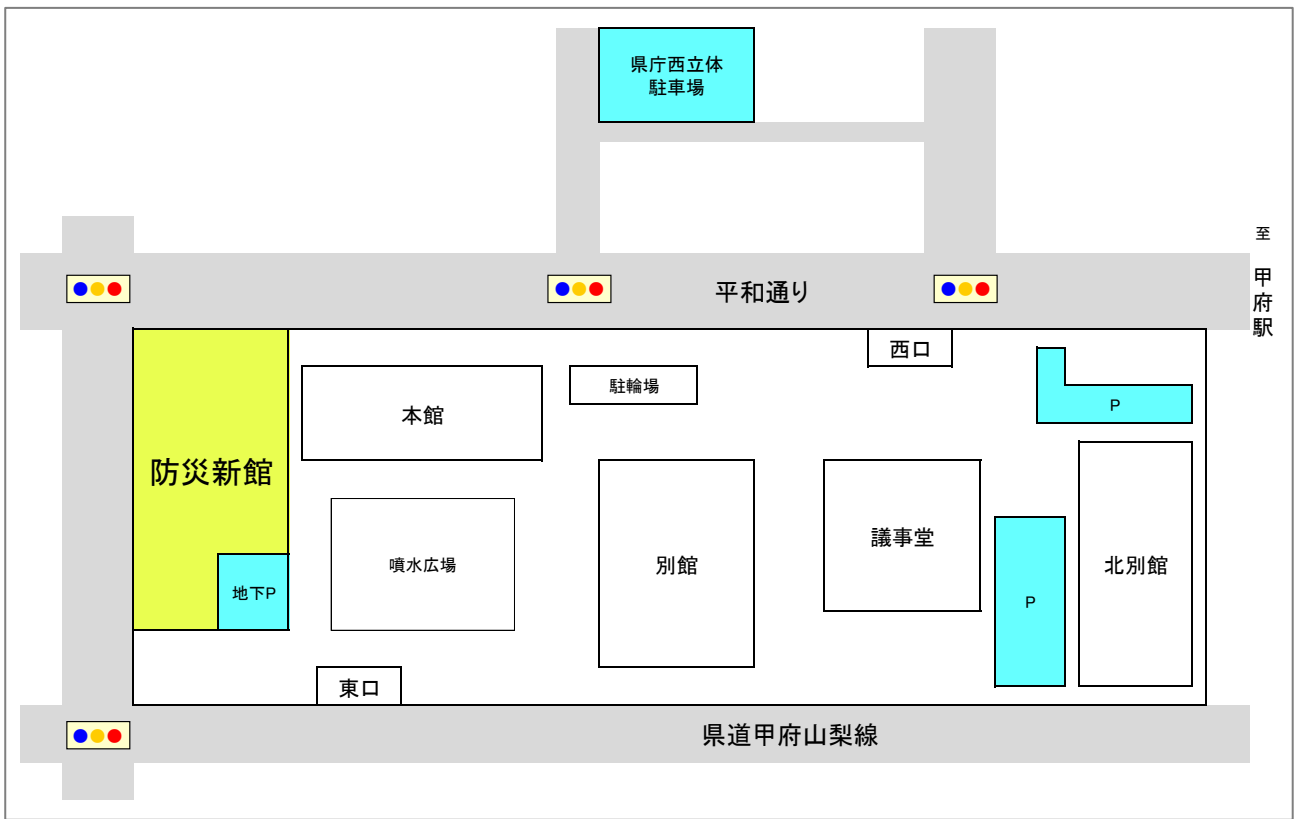 県庁西立体
駐車場
至
甲府駅
平和通り
西口
駐輪場
本館
P
防災新館
噴水広場
別館
議事堂
北別館
地下P
P
東口
県道甲府山梨線